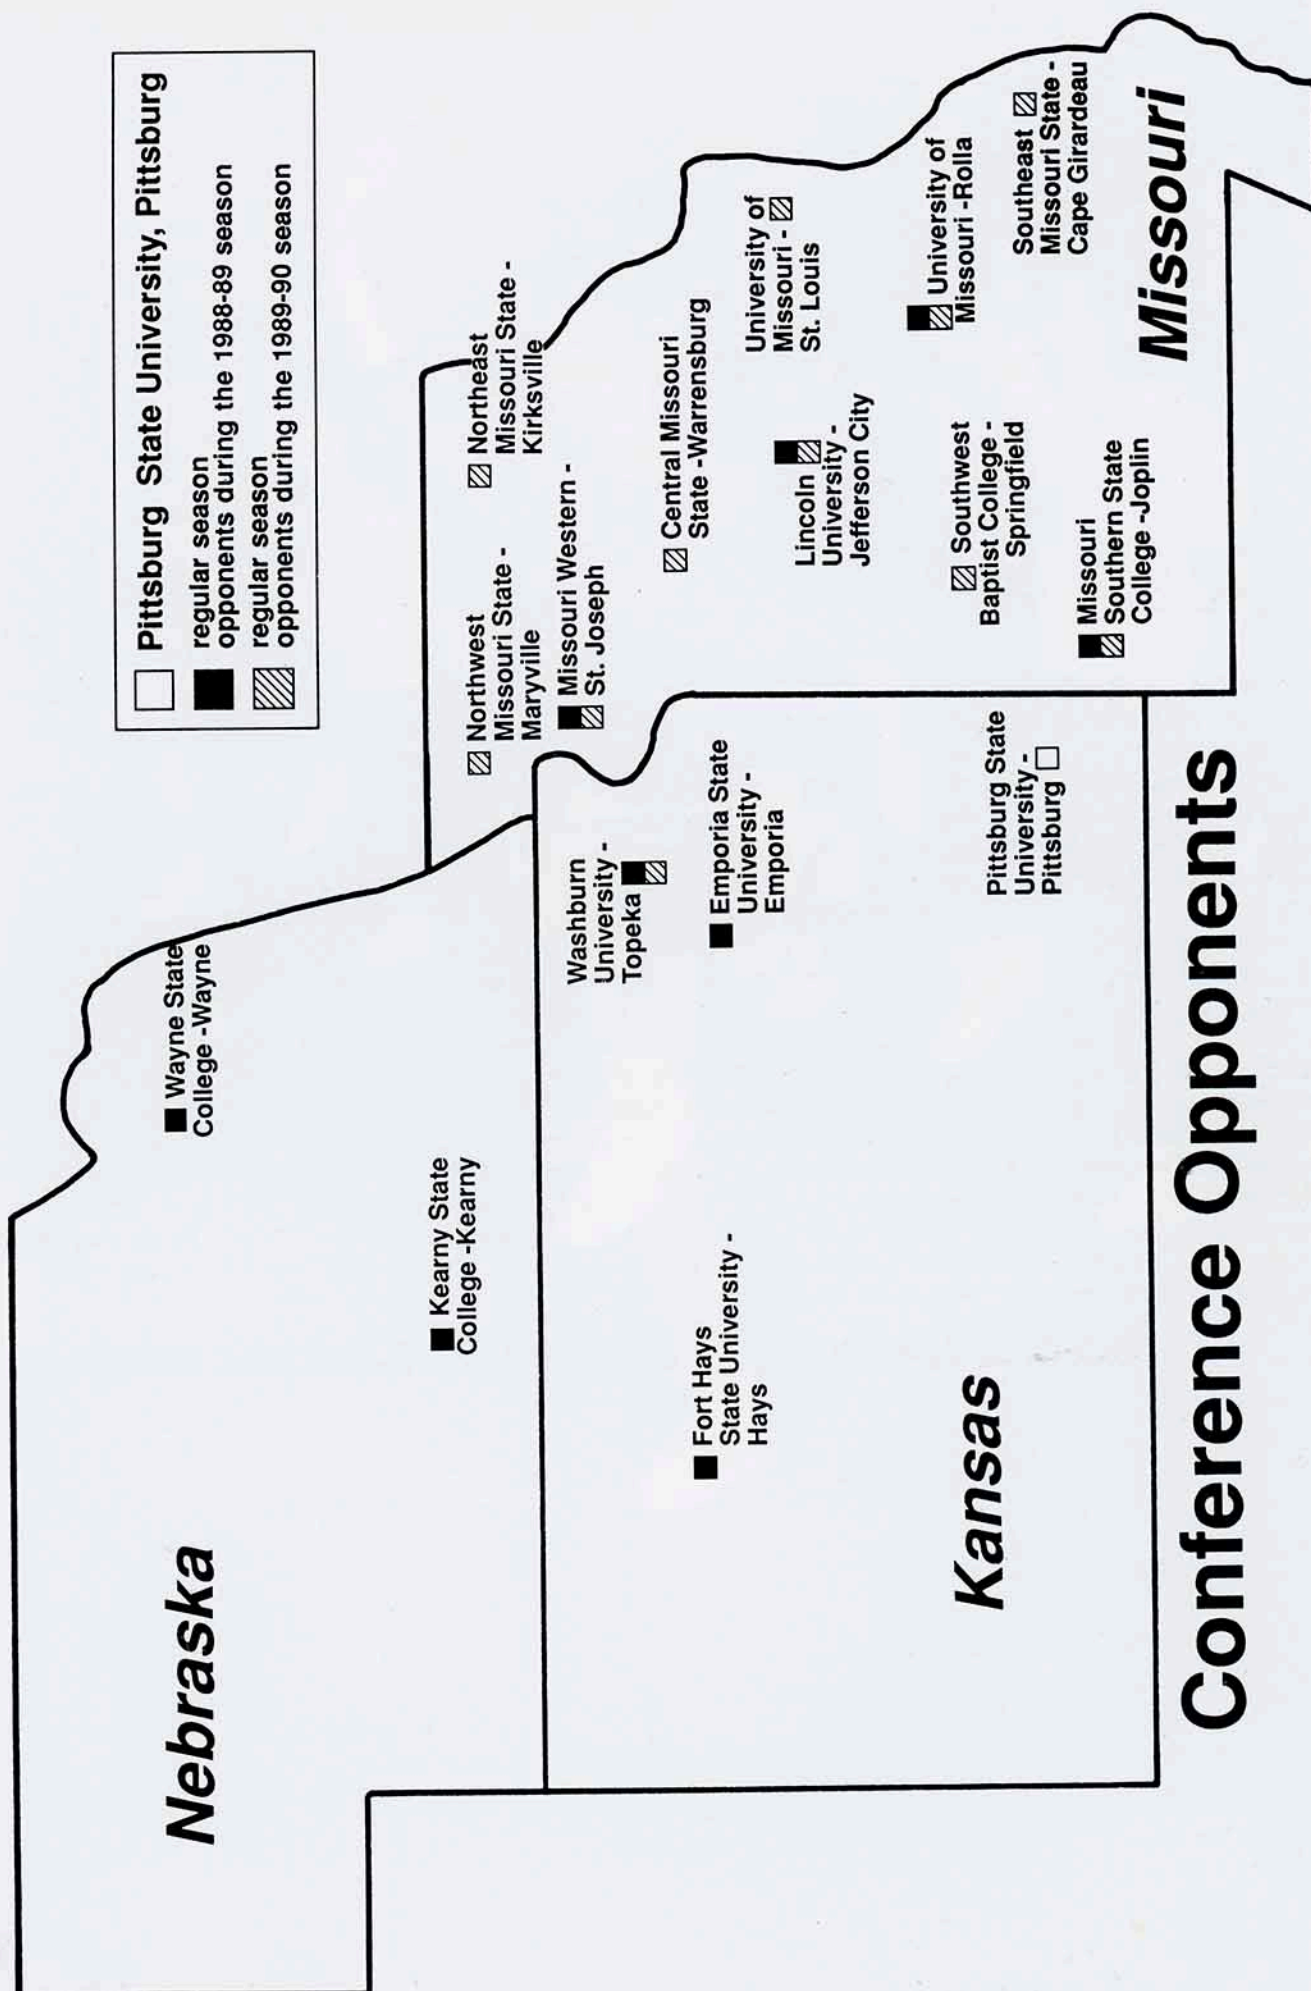 Pittsburg State University, Pittsburg
regular season
opponents during the 1988-89 season
regular season
opponents during the 1989-90 season
Nebraska
Wayne State
College -Wayne
Kearny State
College -Kearny
Northwest
Missouri State -
Maryville
Northeast
Missouri State -
Kirksville
Missouri Western -
St. Joseph
Central Missouri
State -Warrensburg
University of
Missouri -
St. Louis
Lincoln
University -
Jefferson City
University of
Missouri -Rolla
Southeast
Missouri State -
Cape Girardeau
Southwest
Baptist College -
Springfield
Missouri
Southern State
College -Joplin
Missouri
Washburn
University -
Topeka
Emporia State
University -
Emporia
Fort Hays
State University -
Hays
Pittsburg State
University -
Pittsburg
Kansas
Conference Opponents